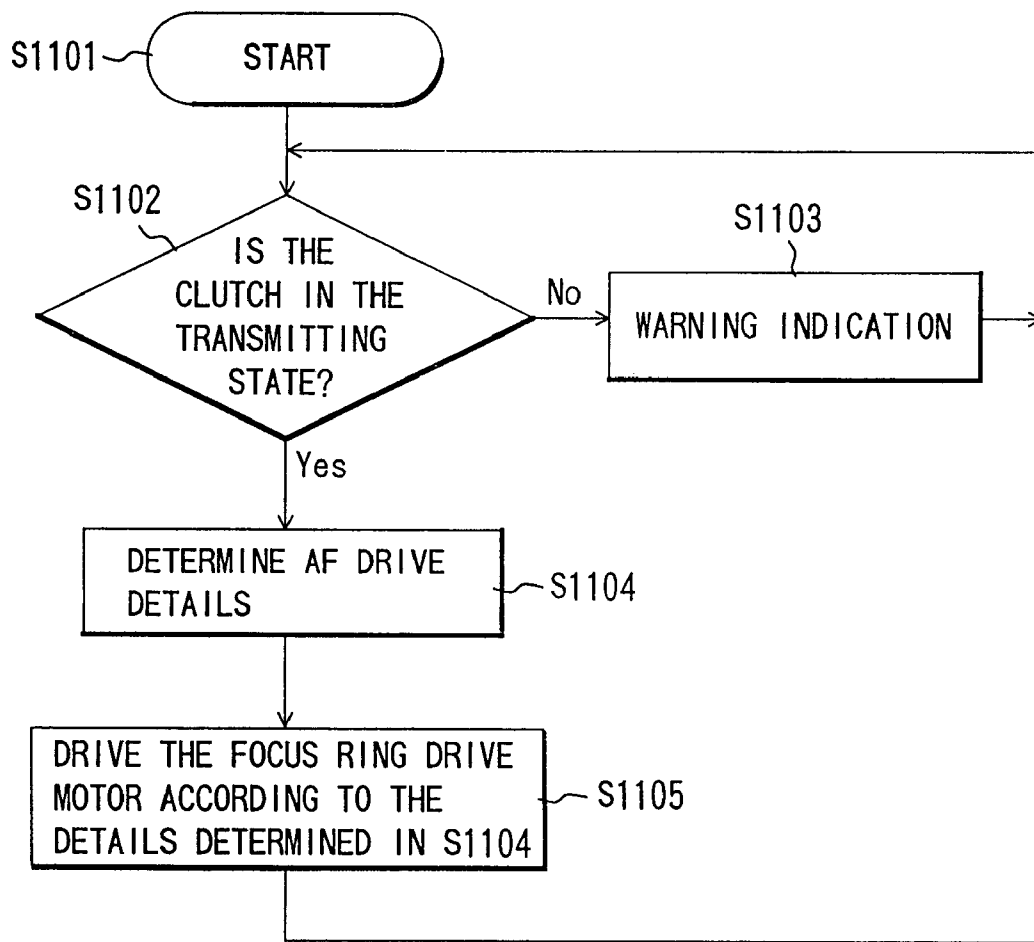 S1101
START
S1102
IS THE
CLUTCH IN THE
TRANSMITTING
STATE?
No
S1103
WARNING INDICATION
Yes
DETERMINE AF DRIVE
DETAILS
S1104
DRIVE THE FOCUS RING DRIVE
MOTOR ACCORDING TO THE
DETAILS DETERMINED IN S1104
S1105